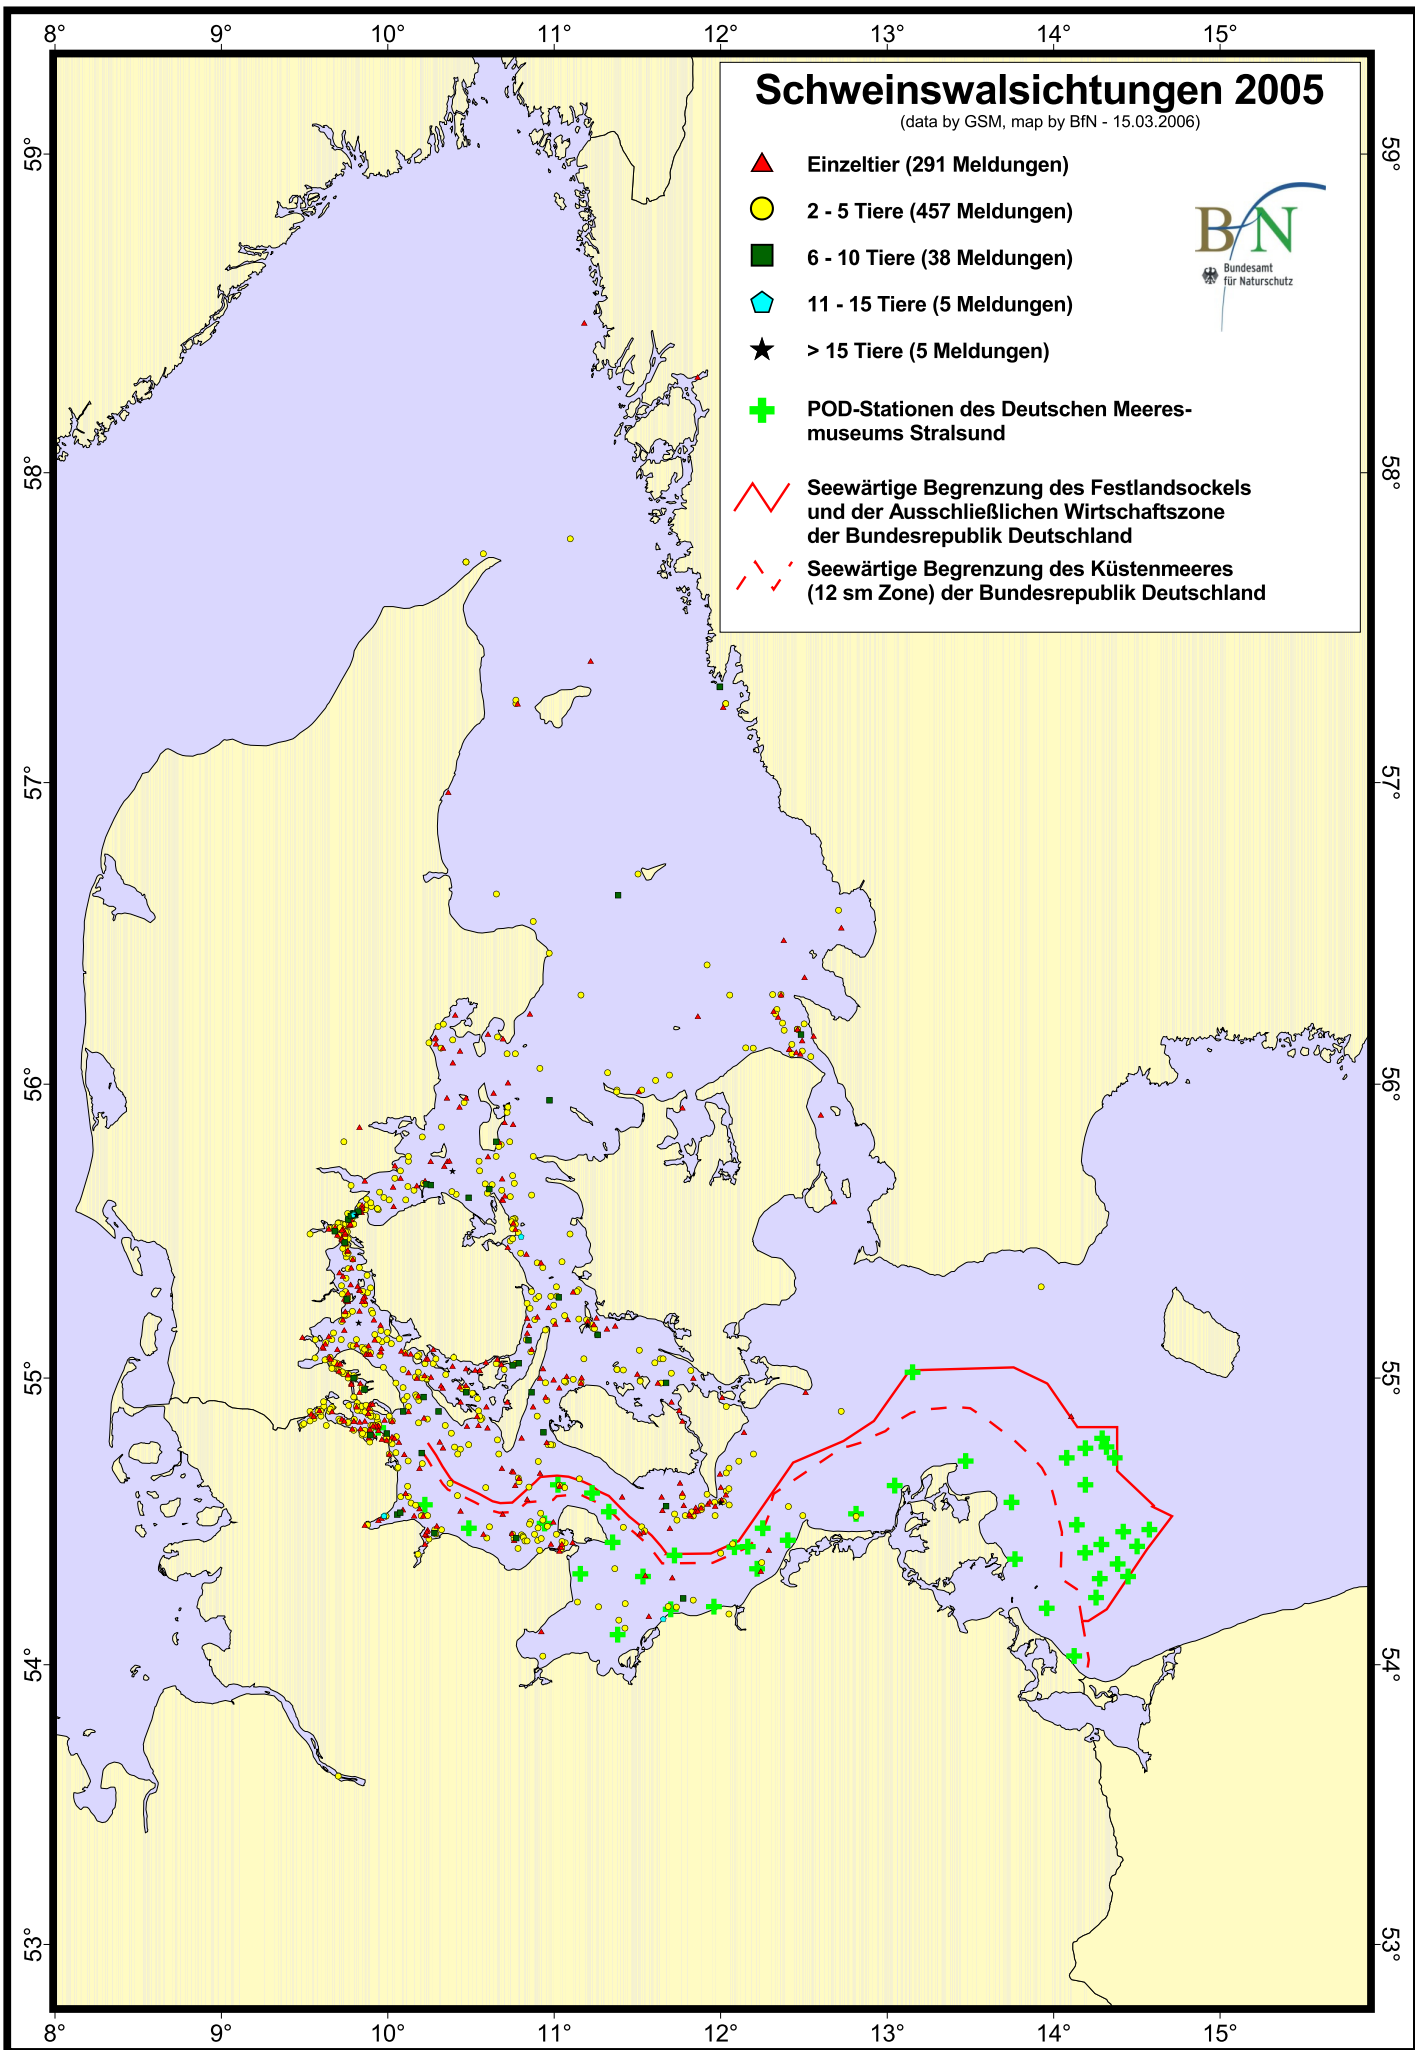 8° 9° 10° 11° 12° 13° 14° 15°
Schweinswalsichtungen 2005
(data by GSM, map by BfN - 15.03.2006)
Einzeltier (291 Meldungen)
2 - 5 Tiere (457 Meldungen)
6 - 10 Tiere (38 Meldungen)
11 - 15 Tiere (5 Meldungen)
> 15 Tiere (5 Meldungen)
POD-Stationen des Deutschen Meeres-
museums Stralsund
Seewärtige Begrenzung des Festlandsockels
und der Ausschließlichen Wirtschaftszone
der Bundesrepublik Deutschland
Seewärtige Begrenzung des Küstenmeeres
(12 sm Zone) der Bundesrepublik Deutschland
BfN
Bundesamt
für Naturschutz
59° 59°
58° 58°
57° 57°
56° 56°
55° 55°
54° 54°
53° 53°
8° 9° 10° 11° 12° 13° 14° 15°